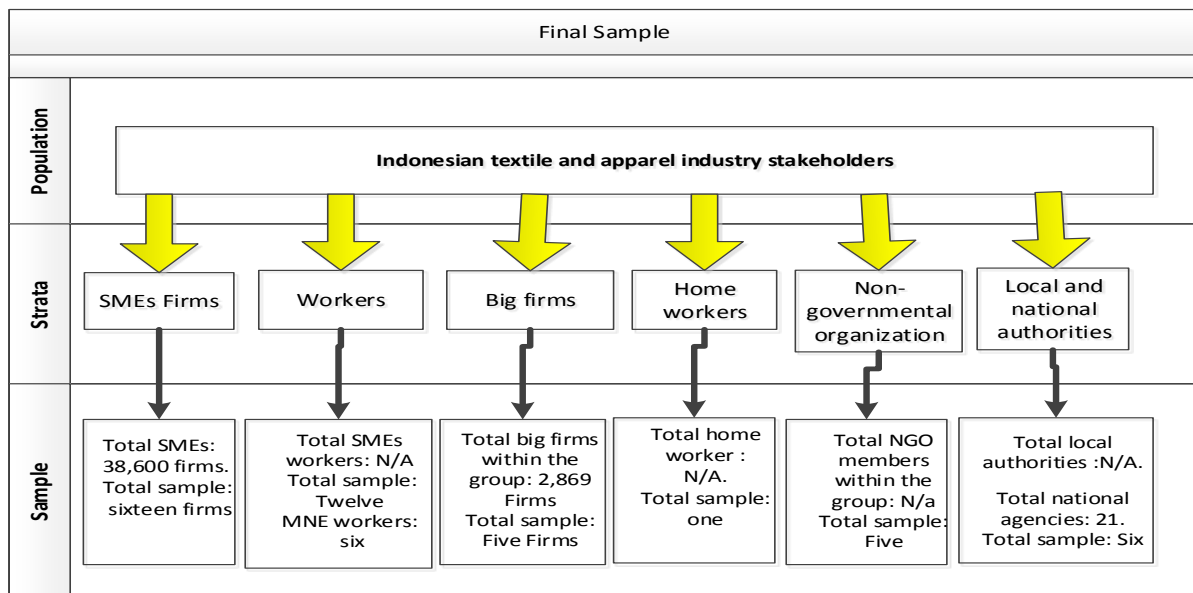 Final Sample
Population
Indonesian textile and apparel industry stakeholders
Strata
SMEs Firms
Workers
Big firms
Home
workers
Non-
governmental
organization
Local and
national
authorities
Sample
Total SMEs:
38,600 firms.
Total sample:
sixteen firms
Total SMEs
workers: N/A
Total sample:
Twelve
MNE workers:
six
Total big firms
within the
group: 2,869
Firms
Total sample:
Five Firms
Total home
worker :
N/A.
Total sample:
one
Total NGO
members
within the
group: N/a
Total sample:
Five
Total local
authorities :N/A.
Total national
agencies: 21.
Total sample: Six